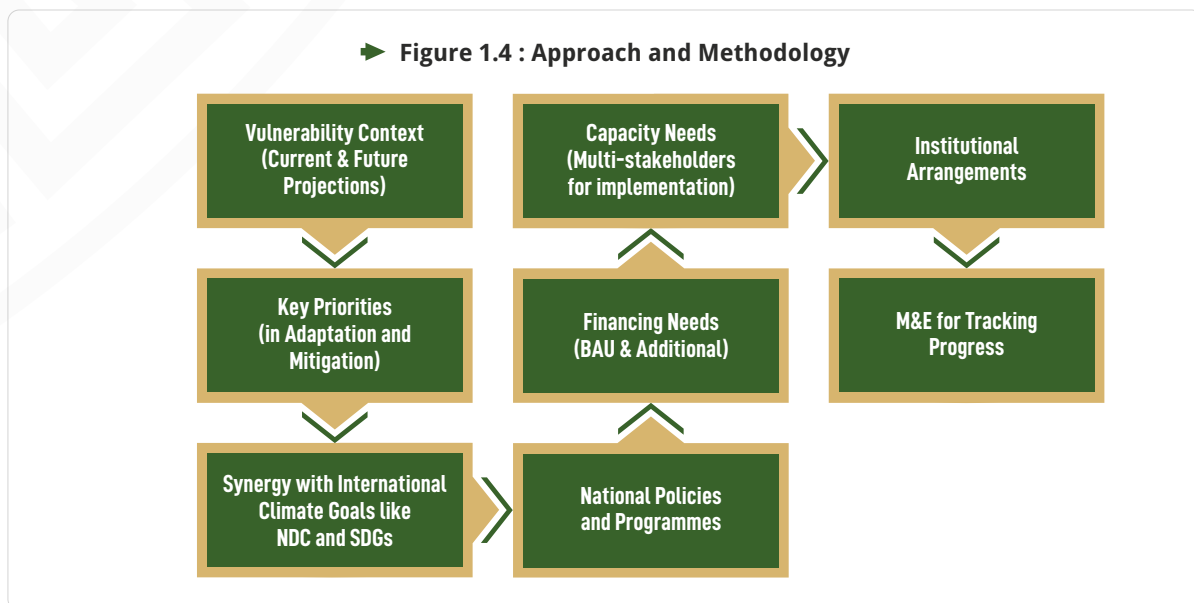 Figure 1.4 : Approach and Methodology
Vulnerability Context
(Current & Future
Projections)
Key Priorities
(in Adaptation and
Mitigation)
Synergy with International
Climate Goals like
NDC and SDGs
National Policies
and Programmes
Financing Needs
(BAU & Additional)
Capacity Needs
(Multi-stakeholders
for implementation)
Institutional
Arrangements
M&E for Tracking
Progress